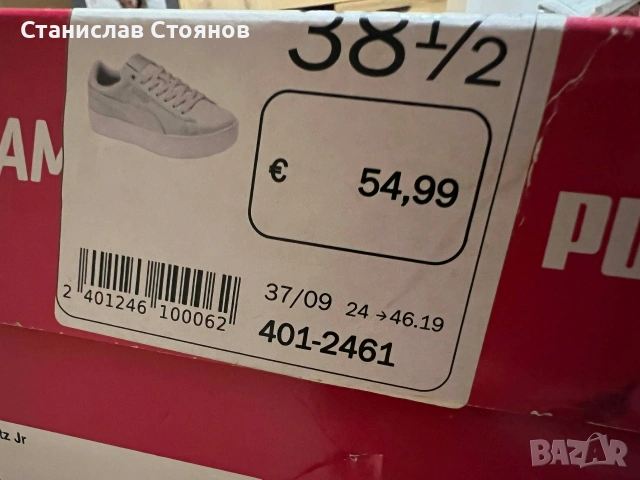 Станислав Стоянов
38½
AM
€ 54,99
PU
2 401246 100062
37/09 24→46.19
401-2461
tz Jr
BAZAR